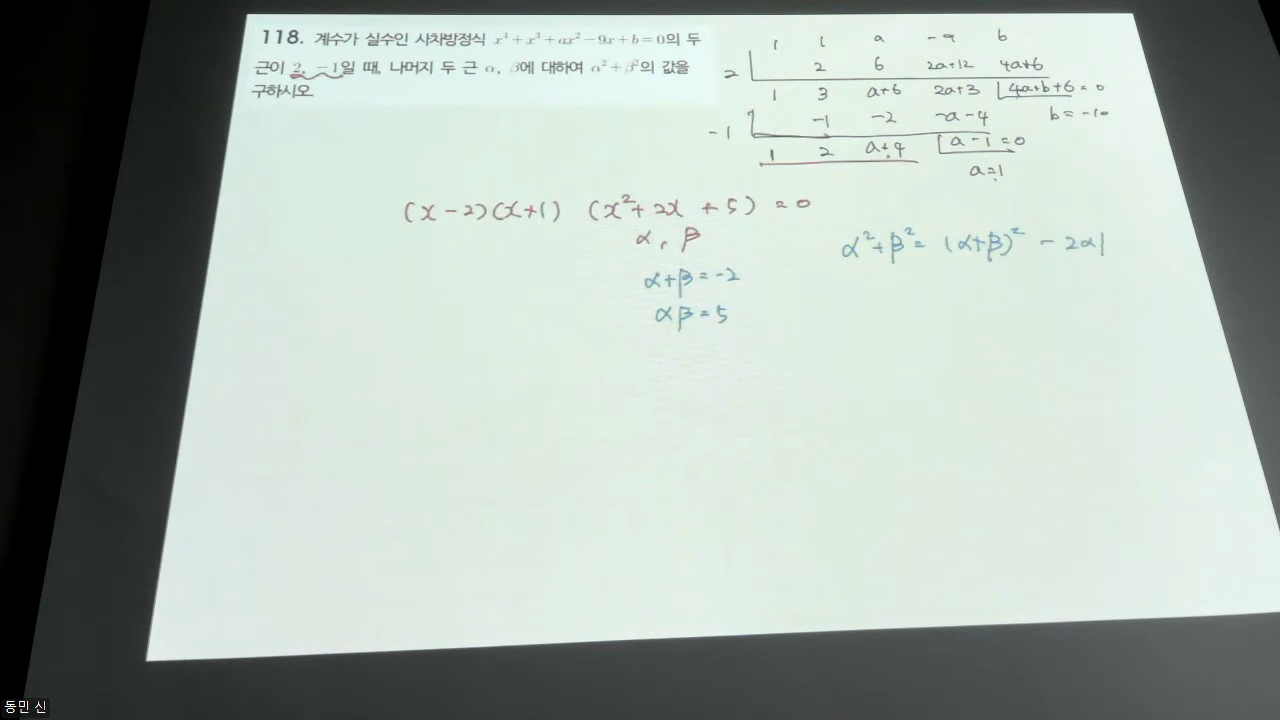 118. 계수가 실수인 사차방정식 x⁴+x³+ax²−9x+b=0의 두
근이 2, −1일 때, 나머지 두 근 α, β에 대하여 α²+β²의 값을
구하시오
1 1 a -9 b
2 2 6 2a+12 4a+6
1 3 a+6 2a+3 4a+b+6 = 0
-1 -1 -2 -a-4 b = -10
1 2 a+4 a-1 = 0
a=1
(x-2)(x+1) (x²+2x+5) = 0
α, β
α²+β² = (α+β)² - 2α
α+β = -2
αβ = 5
동민 신